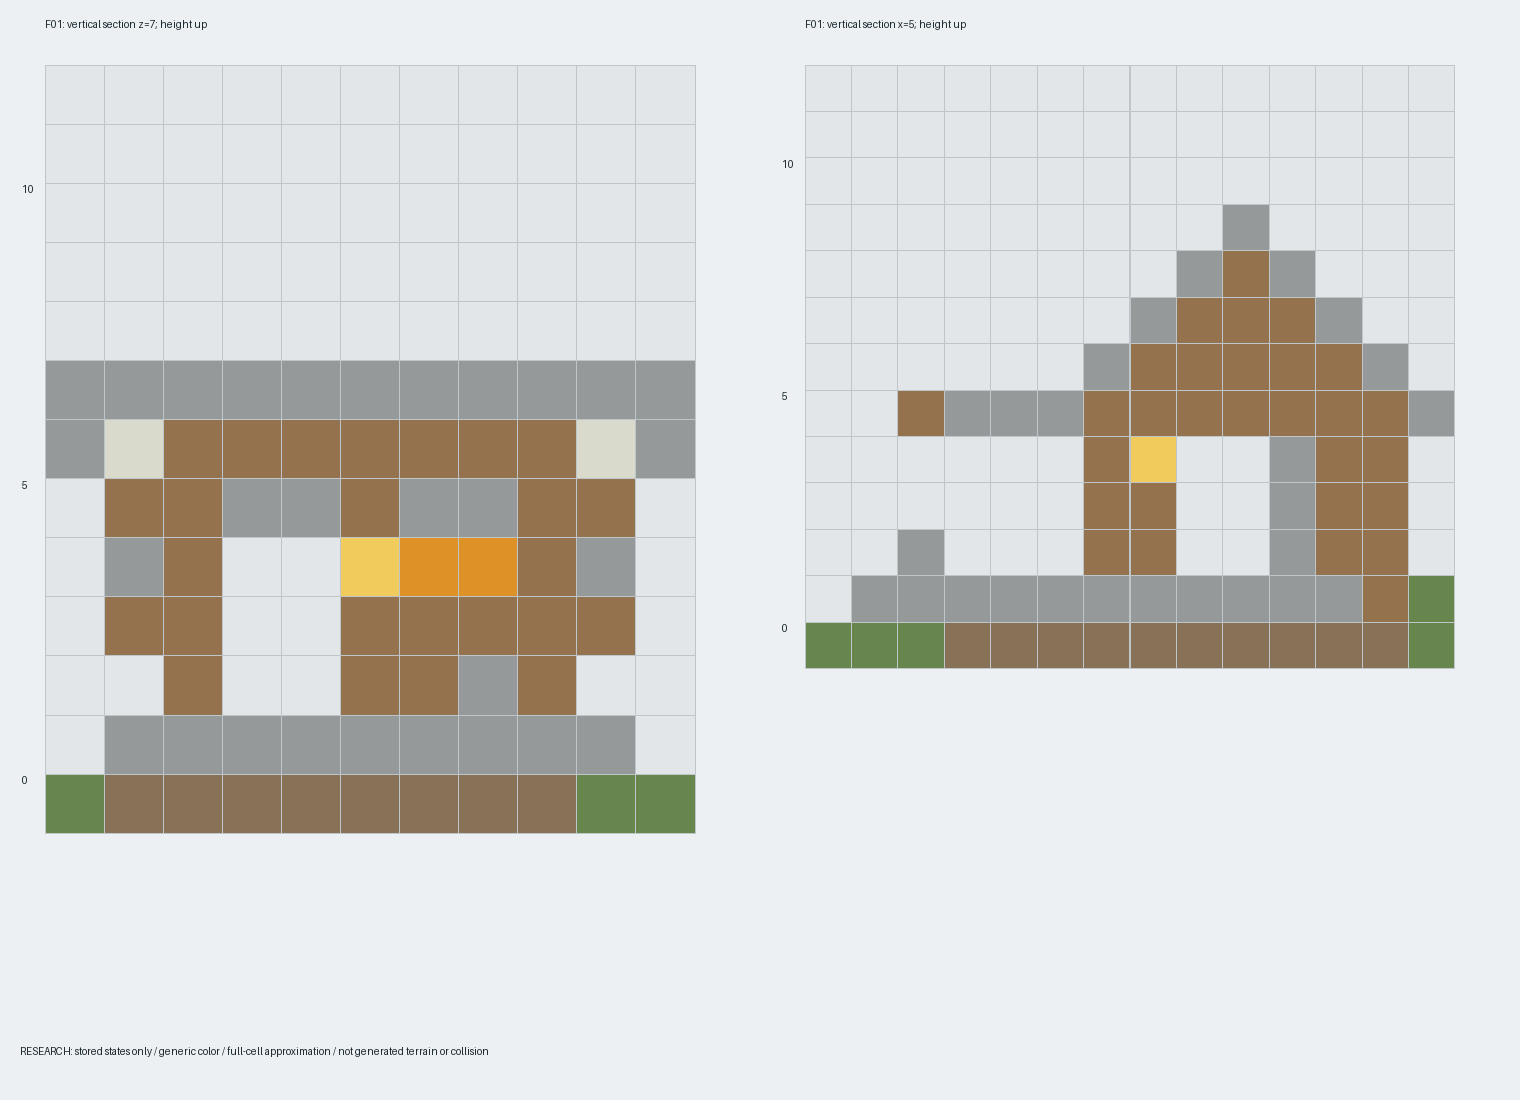 F01: vertical section z=7; height up
F01: vertical section x=5; height up
10
10
5
5
0
0
RESEARCH: stored states only / generic color / full-cell approximation / not generated terrain or collision